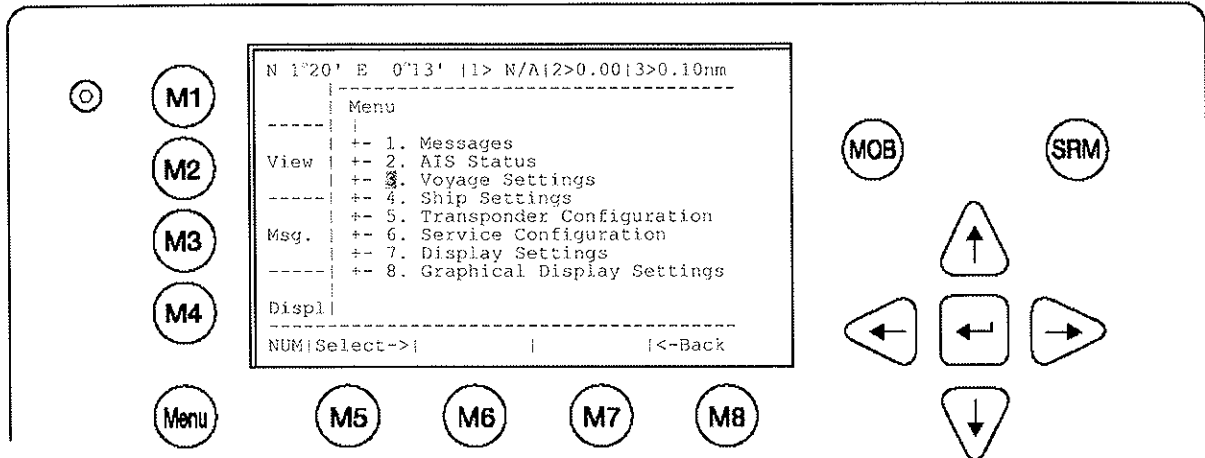 N 1°20' E 0°13' |1> N/A|2>0.00|3>0.10nm
Menu
+- 1. Messages
+- 2. AIS Status
+- 3. Voyage Settings
+- 4. Ship Settings
+- 5. Transponder Configuration
+- 6. Service Configuration
+- 7. Display Settings
+- 8. Graphical Display Settings
View
Msg.
Displ
NUM|Select->| | |<-Back
M1
M2
M3
M4
Menu
M5
M6
M7
M8
MOB
SRM